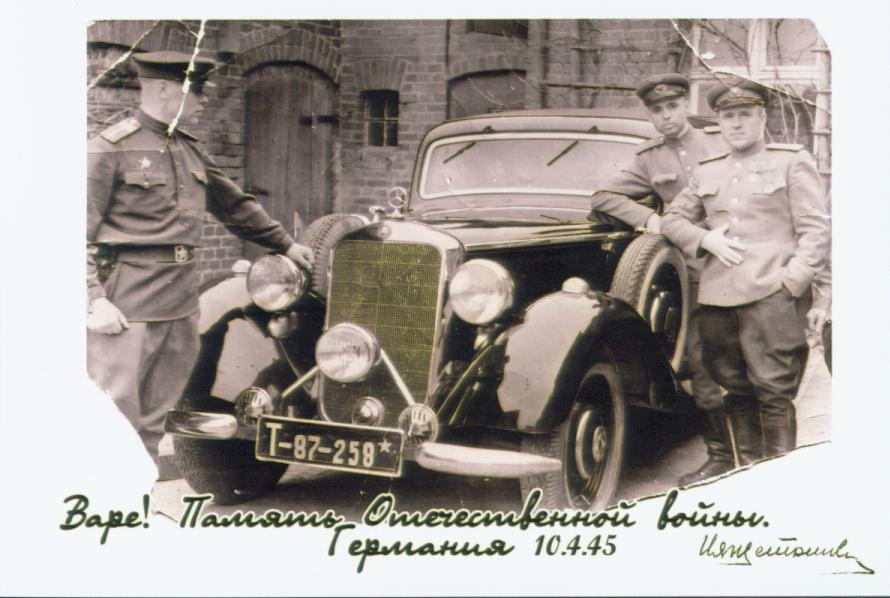 Т-87-258*
Варе! Память Отечественной войны.
Германия 10.4.45